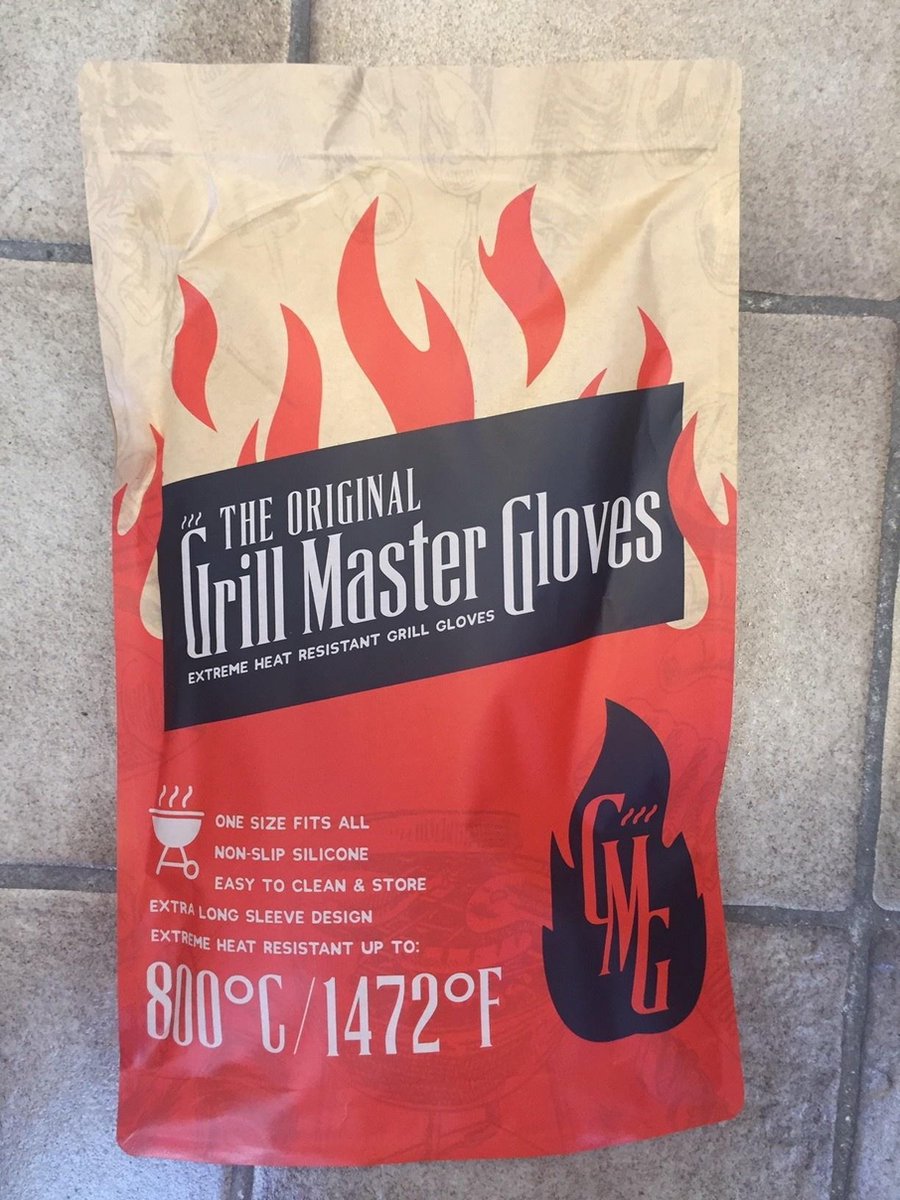 THE ORIGINAL
Grill Master Gloves
EXTREME HEAT RESISTANT GRILL GLOVES
ONE SIZE FITS ALL
NON-SLIP SILICONE
EASY TO CLEAN & STORE
EXTRA LONG SLEEVE DESIGN
EXTREME HEAT RESISTANT UP TO:
800°C/1472°F
GMG